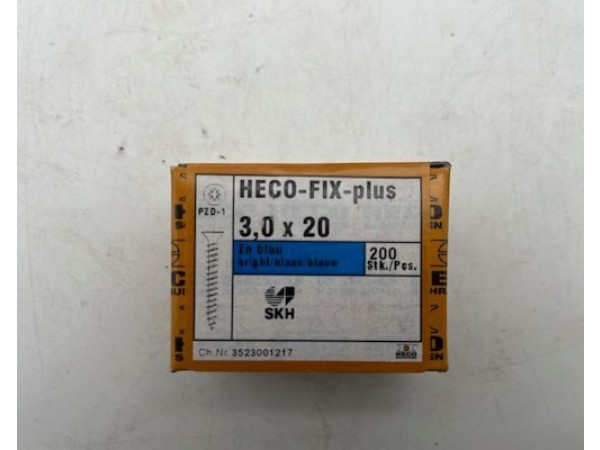 HECO-FIX-plus
PZD-1
3,0 x 20
Zn blau
bright/blanc/blauw
200
Stk./Pcs.
SKH
Ch.Nr 3523001217
HECO